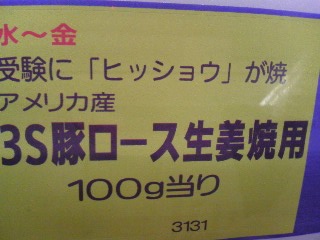 水～金
受験に「ヒッショウ」が焼
アメリカ産
3S豚ロース生姜焼用
100g当り
3131